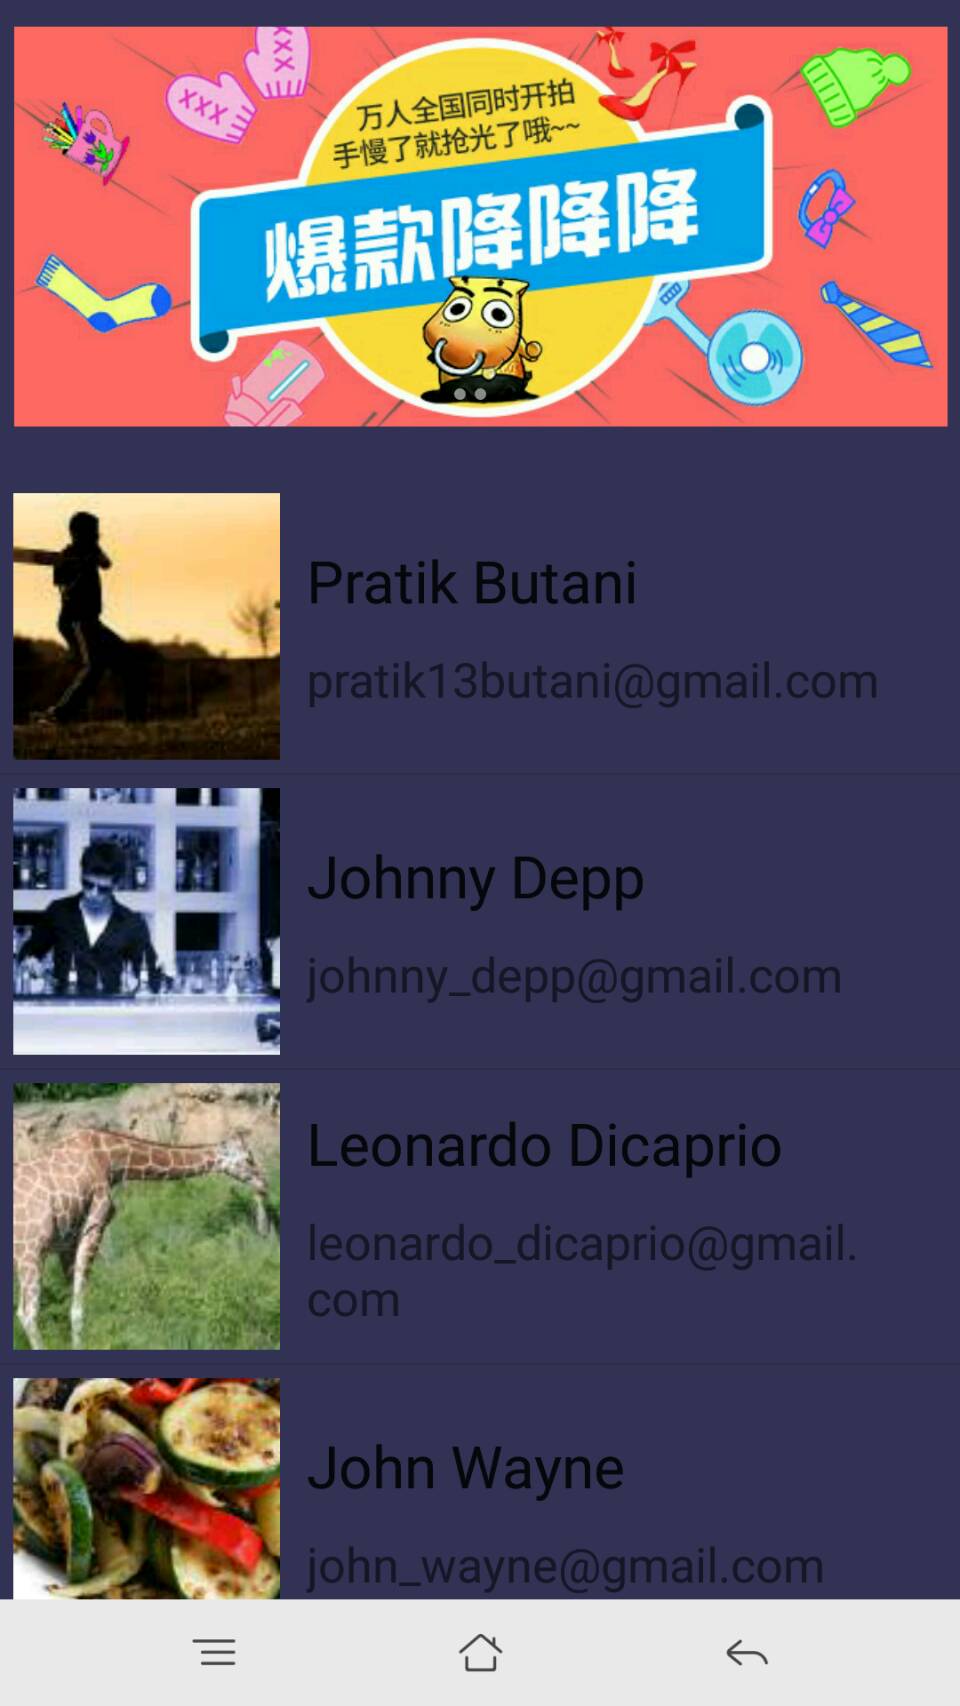 万人全国同时开拍
手慢了就抢光了哦~~
爆款降降降
Pratik Butani
pratik13butani@gmail.com
Johnny Depp
johnny_depp@gmail.com
Leonardo Dicaprio
leonardo_dicaprio@gmail.
com
John Wayne
john_wayne@gmail.com